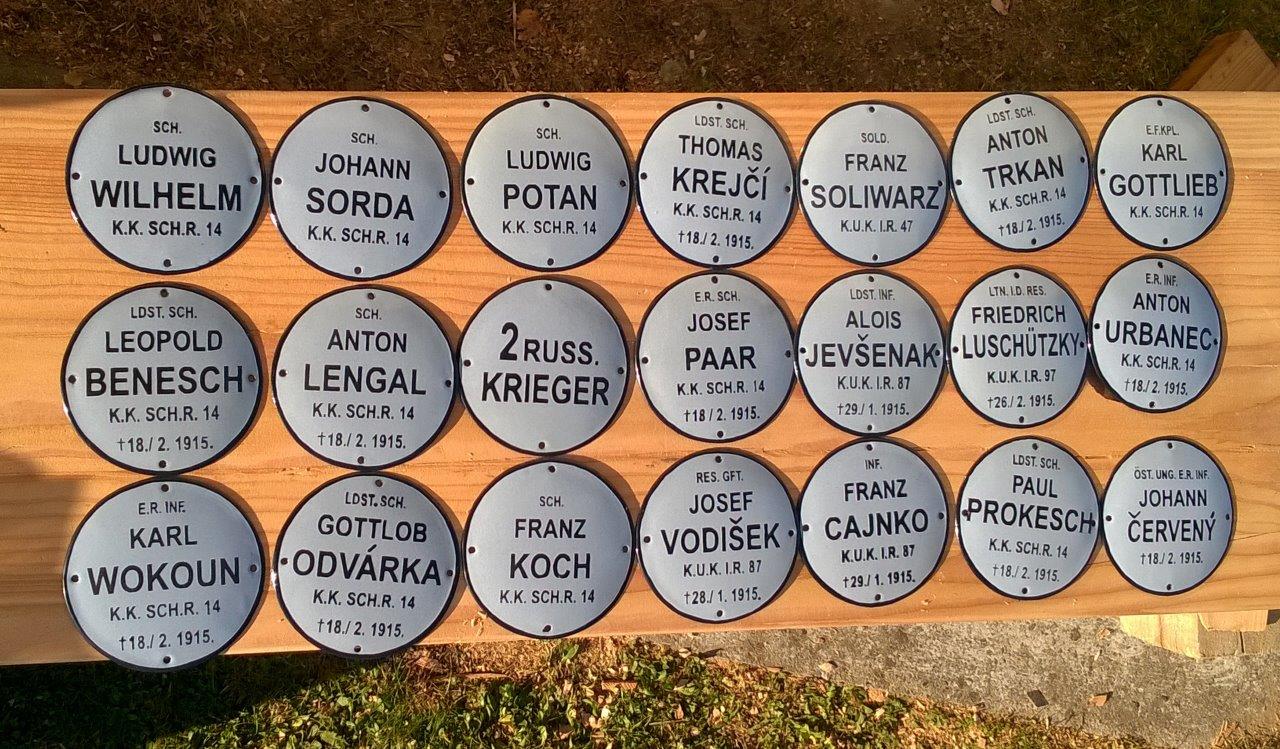 SCH.
LUDWIG
WILHELM
K.K. SCH.R. 14
SCH.
JOHANN
SORDA
K.K. SCH.R. 14
SCH.
LUDWIG
POTAN
K.K. SCH.R. 14
LDST. SCH.
THOMAS
KREJČÍ
K.K. SCH.R. 14
†18./ 2. 1915.
SOLD.
FRANZ
SOLIWARZ
K.U.K. I.R. 47
LDST. SCH.
ANTON
TRKAN
K.K. SCH.R. 14
†18./ 2. 1915.
E.F.KPL.
KARL
GOTTLIEB
K.K. SCH.R. 14
LDST. SCH.
LEOPOLD
BENESCH
K.K. SCH.R. 14
†18./ 2. 1915.
SCH.
ANTON
LENGAL
K.K. SCH.R. 14
†18./ 2. 1915.
2 RUSS.
KRIEGER
E.R. SCH.
JOSEF
PAAR
K.K. SCH.R. 14
†18./ 2. 1915.
LDST. INF.
ALOIS
JEVŠENAK
K.U.K. I.R. 87
†29./ 1. 1915.
LTN. I.D. RES.
FRIEDRICH
LUSCHÜTZKY
K.U.K. I.R. 97
†26./ 2. 1915.
E.R. INF.
ANTON
URBANEC
K.K. SCH.R. 14
†18./ 2. 1915.
E.R. INF.
KARL
WOKOUN
K.K. SCH.R. 14
†18./ 2. 1915.
LDST. SCH.
GOTTLOB
ODVÁRKA
K.K. SCH.R. 14
†18./ 2. 1915.
SCH.
FRANZ
KOCH
K.K. SCH.R. 14
RES. GFT.
JOSEF
VODIŠEK
K.U.K. I.R. 87
†28./ 1. 1915.
INF.
FRANZ
CAJNKO
K.U.K. I.R. 87
†29./ 1. 1915.
LDST. SCH.
PAUL
PROKESCH
K.K. SCH.R. 14
†18./ 2. 1915.
ÖST. UNG. E.R. INF.
JOHANN
ČERVENÝ
†18./ 2. 1915.